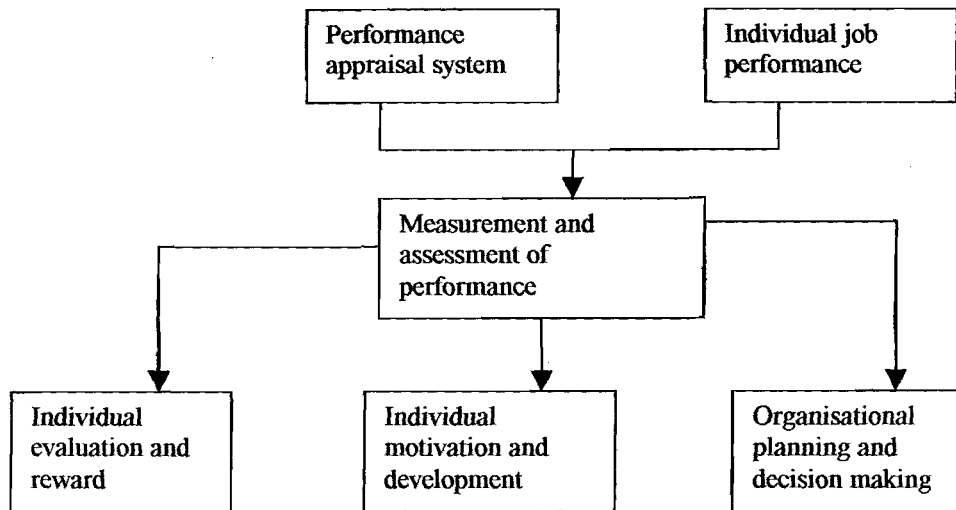 Performance
appraisal system
Individual job
performance
Measurement and
assessment of
performance
Individual
evaluation and
reward
Individual
motivation and
development
Organisational
planning and
decision making